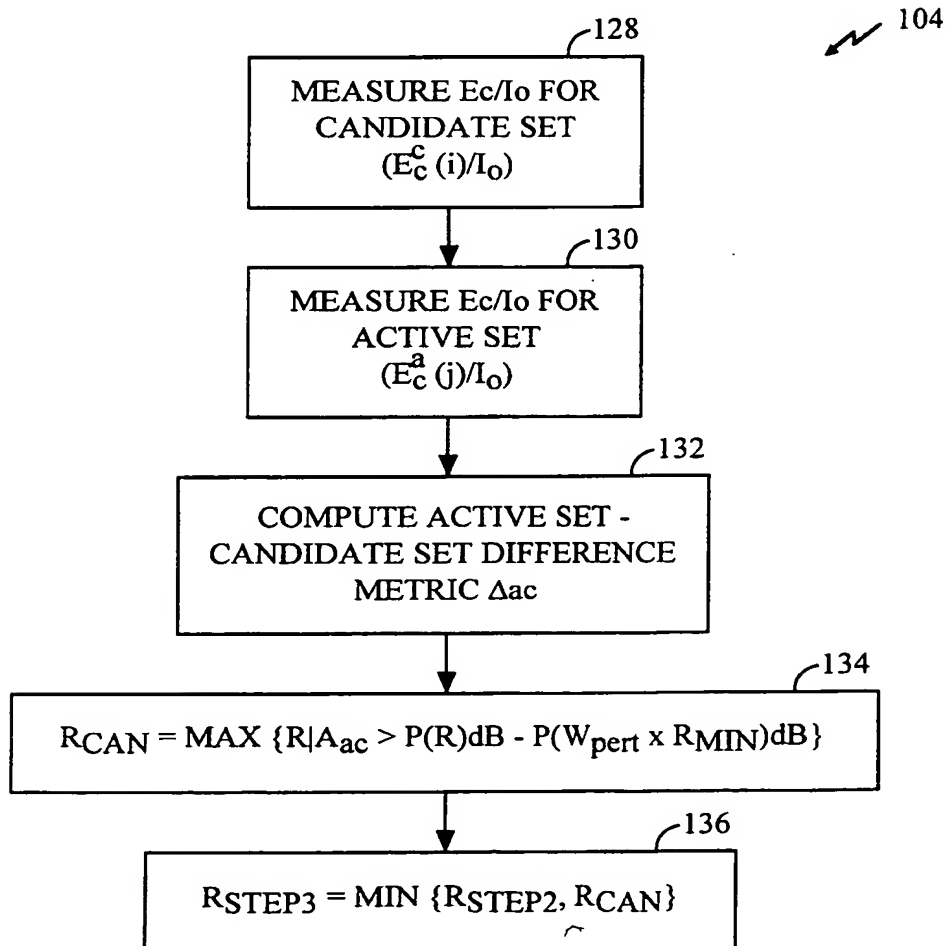 104
128
MEASURE Ec/Io FOR
CANDIDATE SET
(E_c^c (i)/I_o)
130
MEASURE Ec/Io FOR
ACTIVE SET
(E_c^a (j)/I_o)
132
COMPUTE ACTIVE SET -
CANDIDATE SET DIFFERENCE
METRIC Δac
134
R_CAN = MAX {R|A_ac > P(R)dB - P(W_pert x R_MIN)dB}
136
R_STEP3 = MIN {R_STEP2, R_CAN}